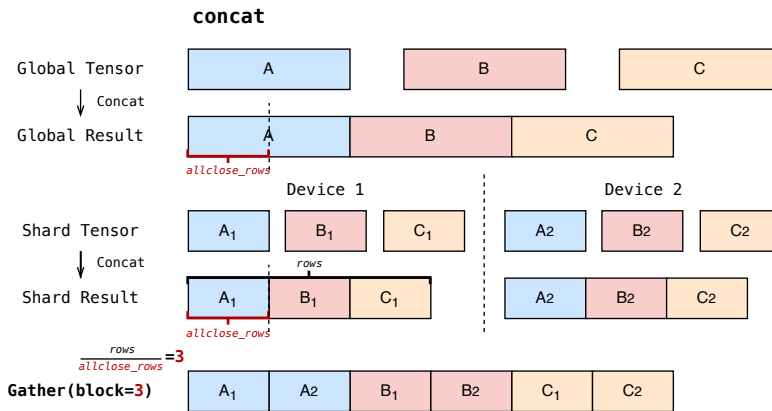 concat
Global Tensor A B C
Concat
Global Result A B C
allclose_rows
Device 1 Device 2
Shard Tensor A1 B1 C1 A2 B2 C2
Concat
rows
Shard Result A1 B1 C1 A2 B2 C2
allclose_rows
rows
allclose_rows =3
Gather(block=3) A1 A2 B1 B2 C1 C2